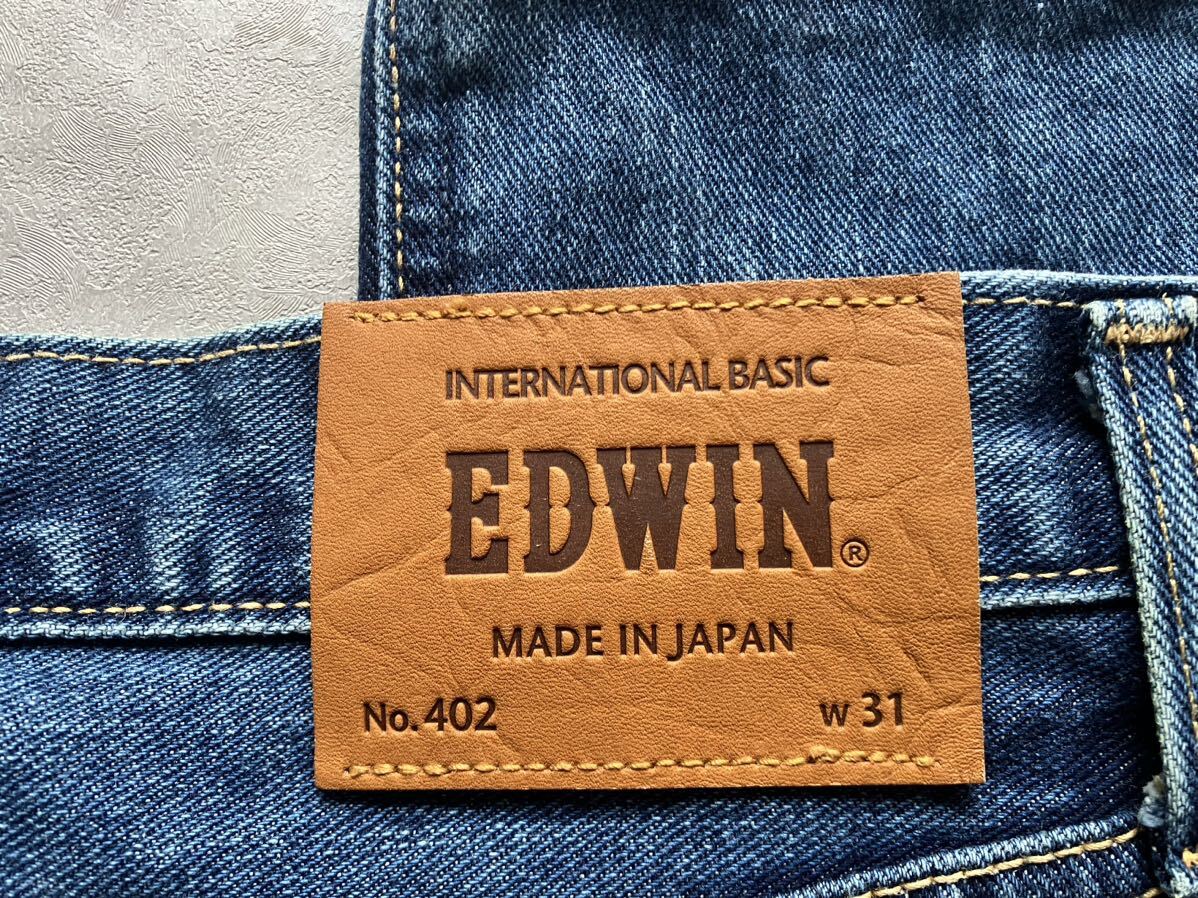 INTERNATIONAL BASIC
EDWIN®
MADE IN JAPAN
No. 402 W 31